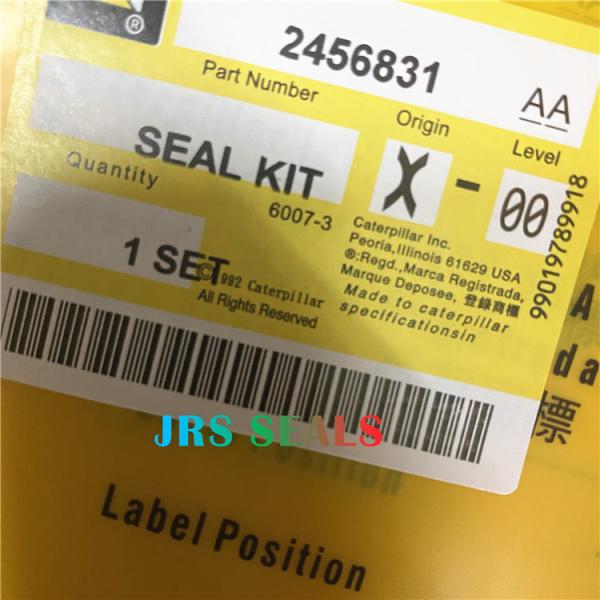 ®
2456831
AA
Part Number
Origin
Level
SEAL KIT
X - 00
Quantity
6007-3
1 SET
Caterpillar Inc.
Peoria,Illinois 61629 USA
®:Regd.,Marca Registrada,
Marque Deposee, 登錄商標
Made to caterpillar
specificationsin
©1992 Caterpillar
All Rights Reserved
99019789918
A
da
JRS SEALS
Label Position